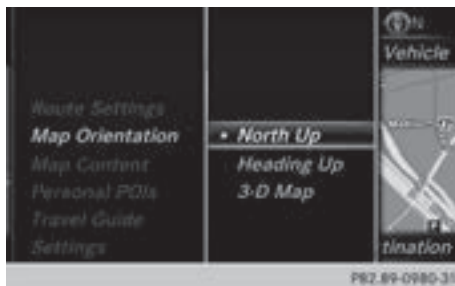 N
Vehicle
Route Settings
Map Orientation
• North Up
Map Content
Heading Up
Personal POIs
3-D Map
Travel Guide
Settings
tination
P82.89-0980-31